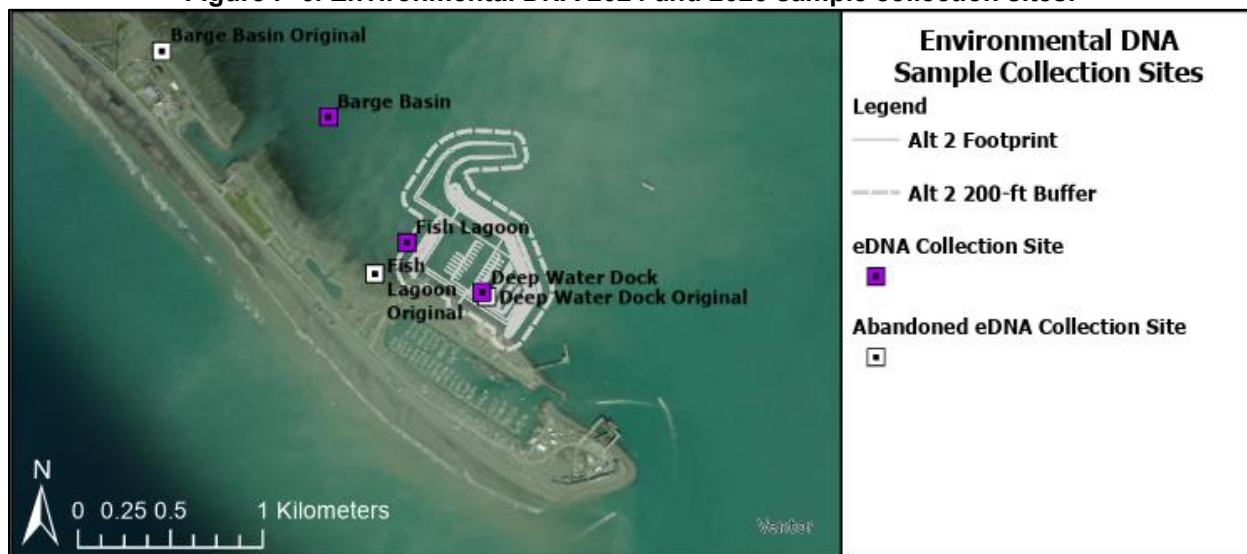 Barge Basin Original
Barge Basin
Fish Lagoon
Fish
Lagoon
Original
Deep Water Dock
Deep Water Dock Original
N
0 0.25 0.5 1 Kilometers
Environmental DNA
Sample Collection Sites
Legend
Alt 2 Footprint
Alt 2 200-ft Buffer
eDNA Collection Site
Abandoned eDNA Collection Site